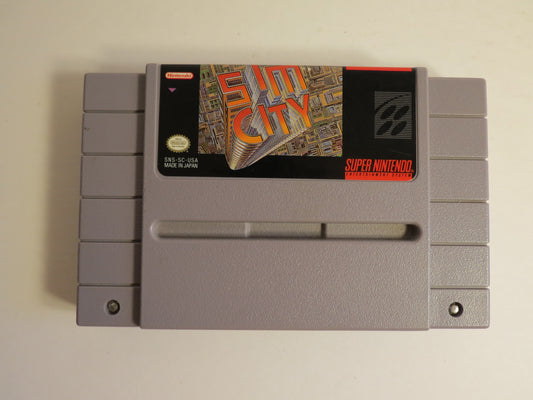 Nintendo
SIM
CITY
SNS-SC-USA
MADE IN JAPAN
SUPER NINTENDO
ENTERTAINMENT SYSTEM